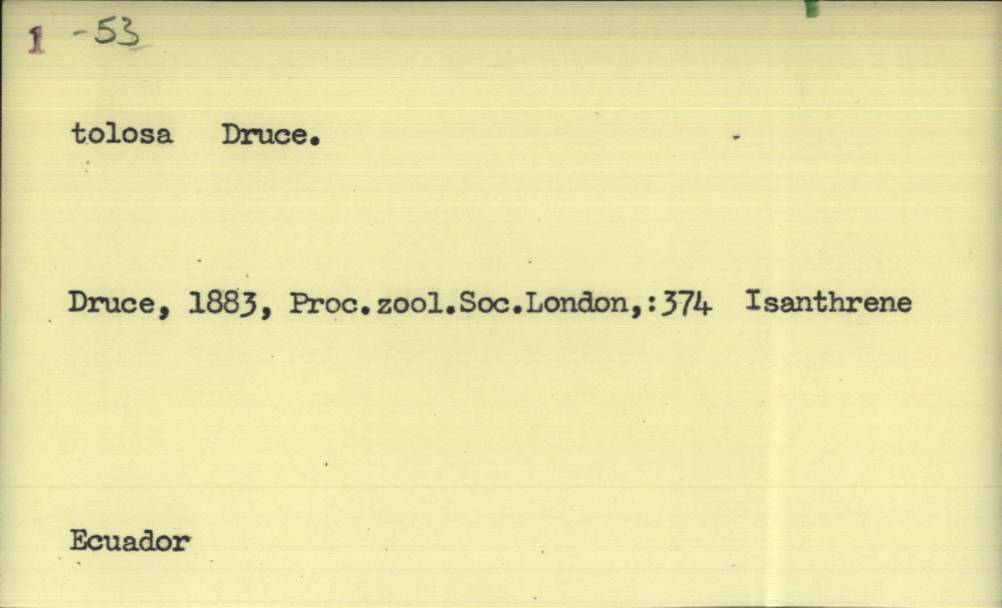 1 -53
tolosa Druce.
Druce, 1883, Proc.zool.Soc.London,:374 Isanthrene
Ecuador